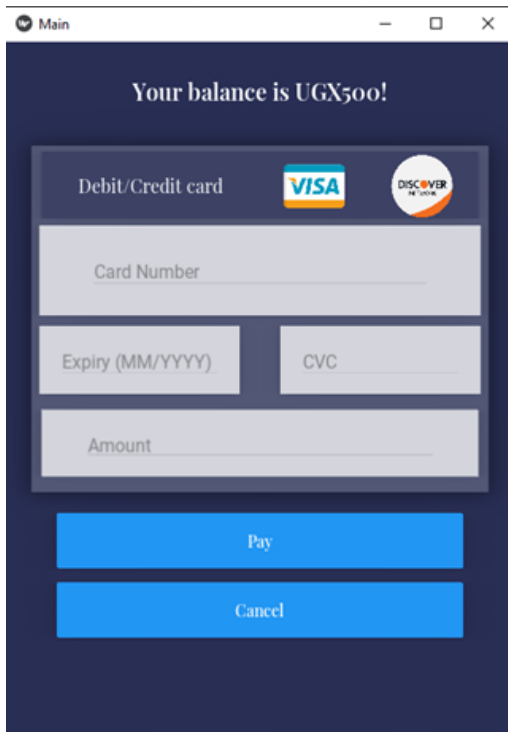 Main
Your balance is UGX500!
Debit/Credit card VISA DISCOVER
NETWORK
Card Number
Expiry (MM/YYYY) CVC
Amount
Pay
Cancel